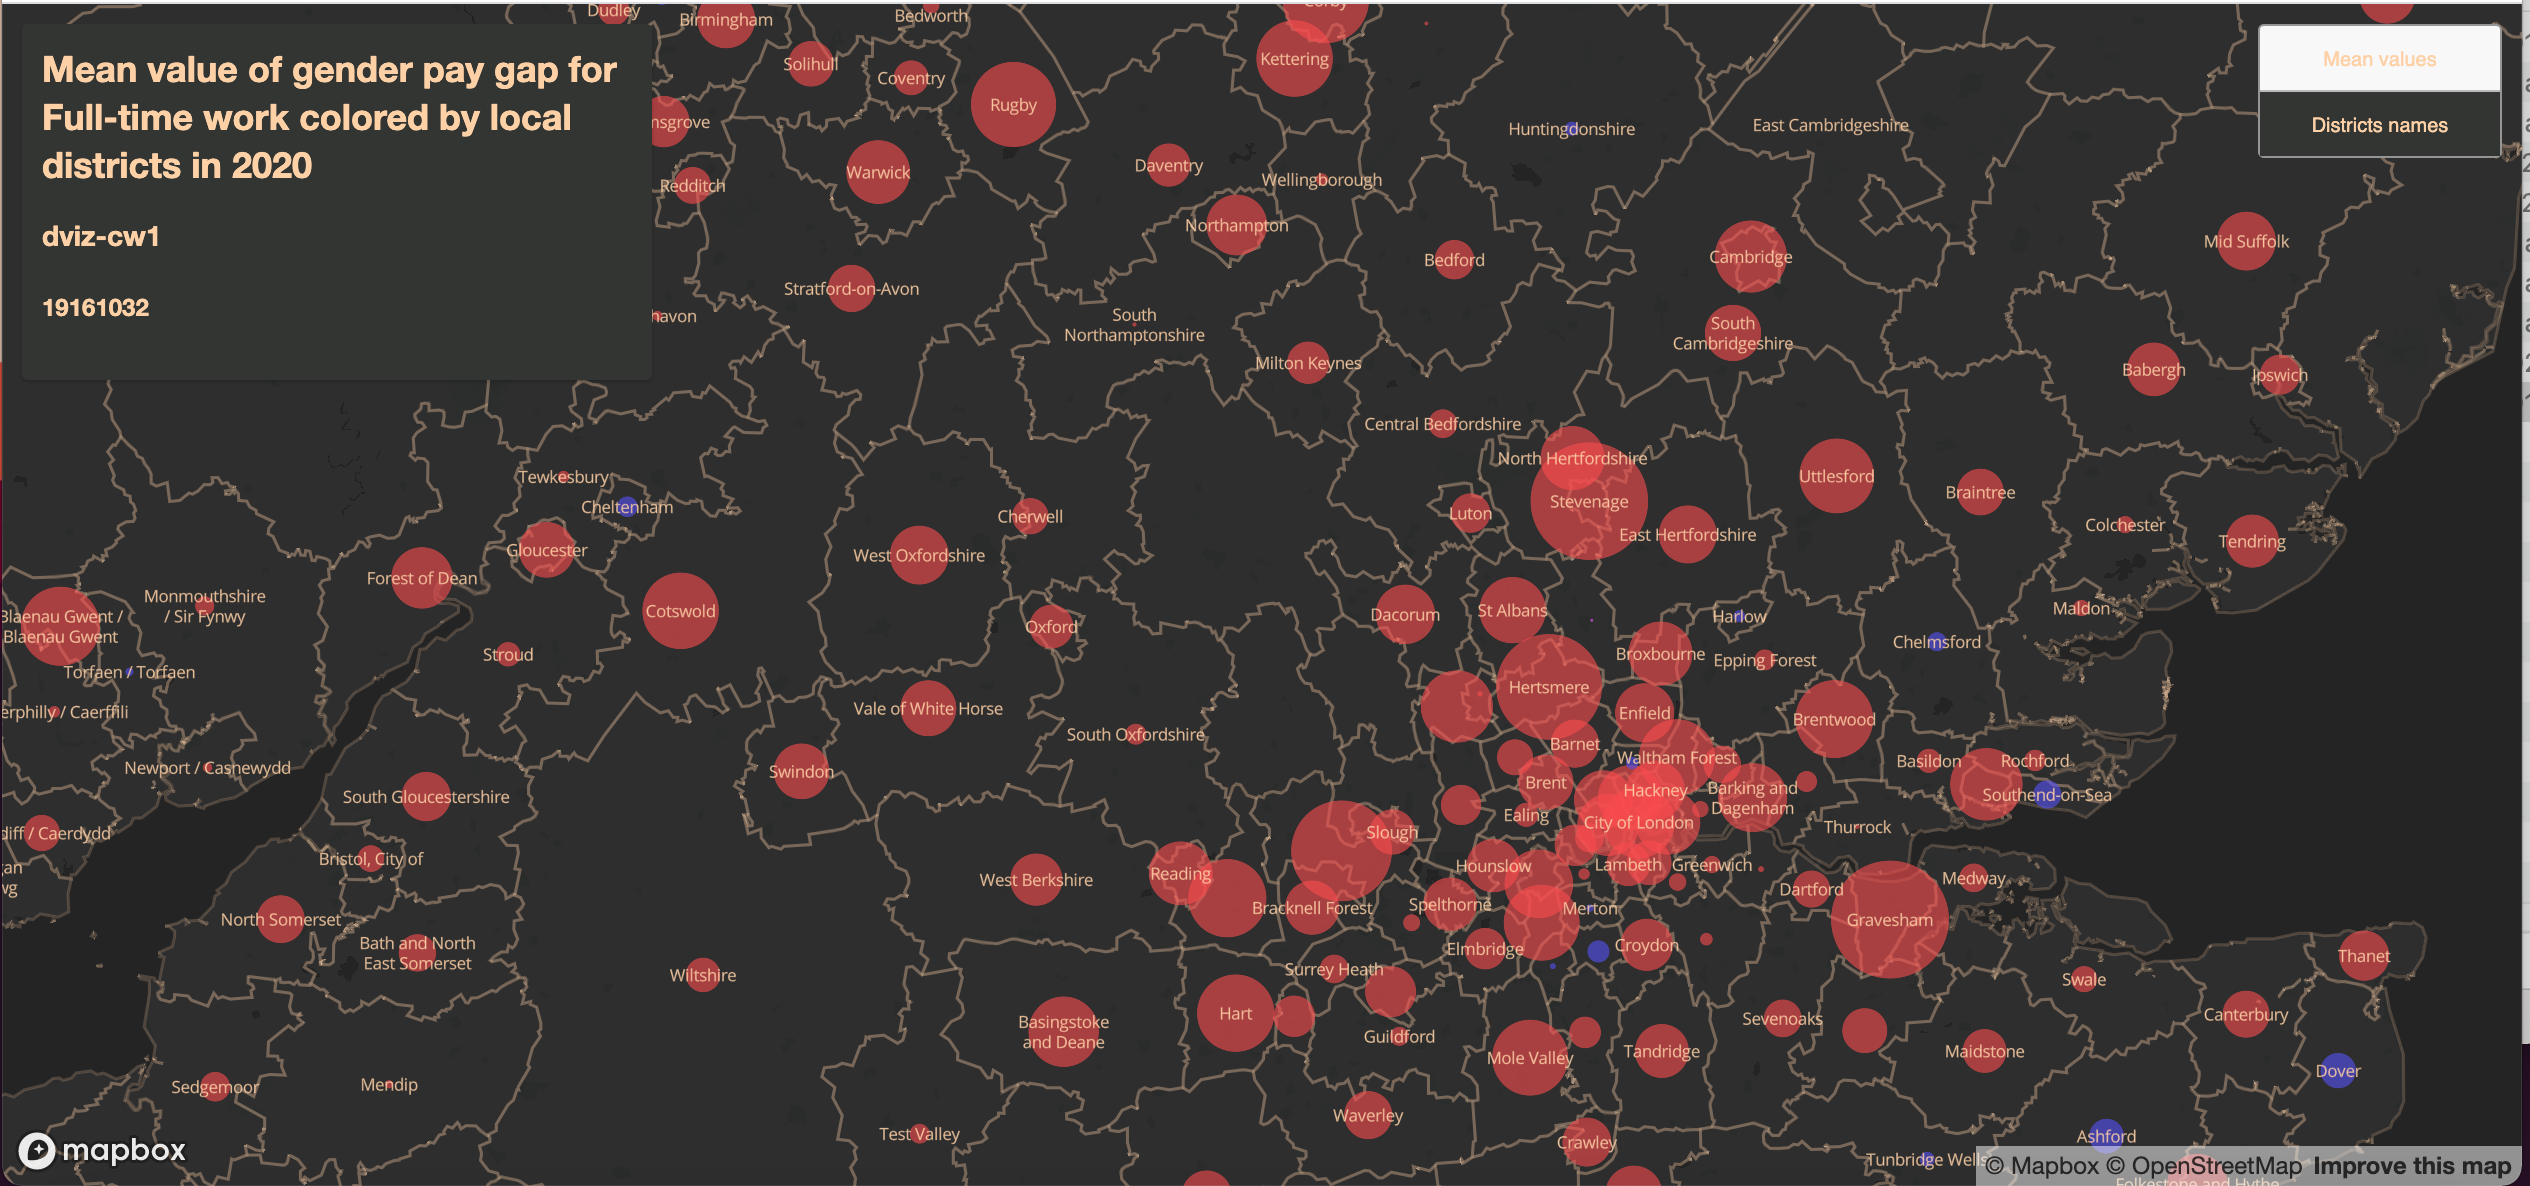 Mean value of gender pay gap for
Full-time work colored by local
districts in 2020
dviz-cw1
19161032
Mean values
Districts names
Dudley
Birmingham
Bedworth
Corby
Solihull
Coventry
Rugby
Kettering
Huntingdonshire
East Cambridgeshire
Warwick
Daventry
Wellingborough
Redditch
Northampton
Bedford
Cambridge
Mid Suffolk
Stratford-on-Avon
South
Northamptonshire
South
Cambridgeshire
Milton Keynes
Babergh
Ipswich
Central Bedfordshire
North Hertfordshire
Stevenage
Uttlesford
Braintree
Tewkesbury
Cheltenham
Cherwell
Luton
East Hertfordshire
Colchester
Tendring
Gloucester
West Oxfordshire
Forest of Dean
Cotswold
Oxford
Dacorum
St Albans
Harlow
Maldon
Monmouthshire
/ Sir Fynwy
Blaenau Gwent /
Blaenau Gwent
Stroud
Broxbourne
Epping Forest
Chelmsford
Torfaen / Torfaen
Hertsmere
erphilly / Caerffili
Vale of White Horse
Enfield
Brentwood
South Oxfordshire
Barnet
Waltham Forest
Newport / Casnewydd
Swindon
Brent
Hackney
Barking and
Dagenham
Basildon
Rochford
Southend-on-Sea
South Gloucestershire
Ealing
City of London
Thurrock
diff / Caerdydd
Slough
Bristol, City of
Reading
Hounslow
Lambeth
Greenwich
West Berkshire
Medway
Dartford
North Somerset
Bracknell Forest
Spelthorne
Merton
Gravesham
Bath and North
East Somerset
Elmbridge
Croydon
Thanet
Wiltshire
Surrey Heath
Swale
Basingstoke
and Deane
Hart
Guildford
Sevenoaks
Canterbury
Mole Valley
Tandridge
Maidstone
Sedgemoor
Mendip
Dover
Waverley
Test Valley
Crawley
Ashford
Tunbridge Wells
mapbox
© Mapbox © OpenStreetMap Improve this map